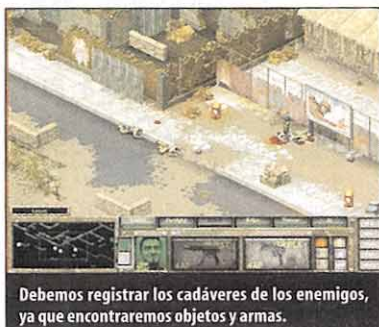 Debemos registrar los cadáveres de los enemigos,
ya que encontraremos objetos y armas.